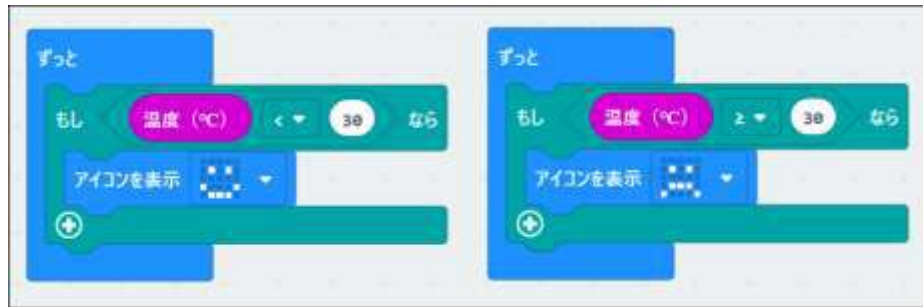 ずっと
もし 温度 (℃) < 30 なら
アイコンを表示
ずっと
もし 温度 (℃) ≥ 30 なら
アイコンを表示